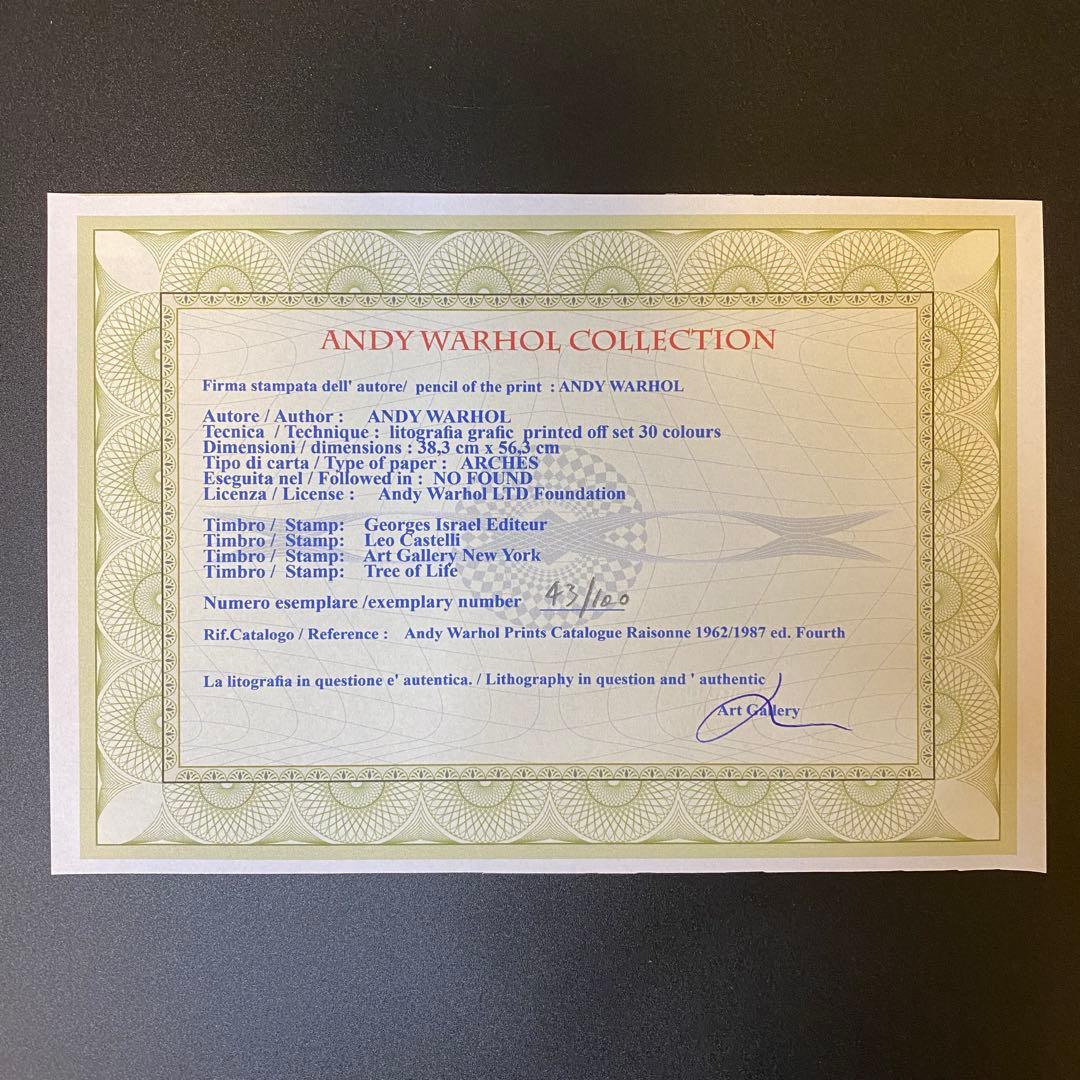 ANDY WARHOL COLLECTION
Firma stampata dell' autore/ pencil of the print : ANDY WARHOL
Autore / Author : ANDY WARHOL
Tecnica / Technique : litografia grafic printed off set 30 colours
Dimensioni / dimensions : 38,3 cm x 56,3 cm
Tipo di carta / Type of paper : ARCHES
Eseguita nel / Followed in : NO FOUND
Licenza / License : Andy Warhol LTD Foundation
Timbro / Stamp: Georges Israel Editeur
Timbro / Stamp: Leo Castelli
Timbro / Stamp: Art Gallery New York
Timbro / Stamp: Tree of Life
Numero esemplare /exemplary number 43/100
Rif.Catalogo / Reference : Andy Warhol Prints Catalogue Raisonne 1962/1987 ed. Fourth
La litografia in questione e' autentica. / Lithography in question and ' authentic
Art Gallery